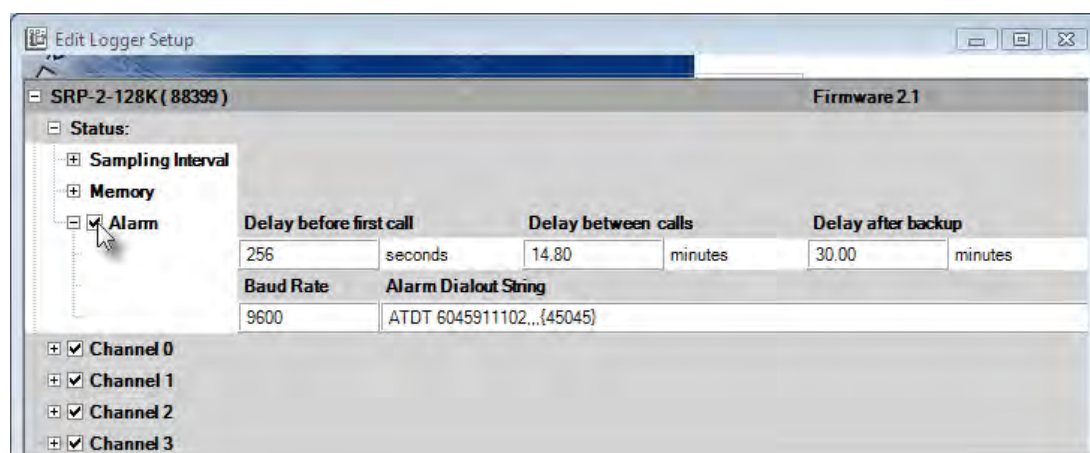 Edit Logger Setup
SRP-2-128K ( 88399 ) Firmware 2.1
Status:
Sampling Interval
Memory
Alarm Delay before first call Delay between calls Delay after backup
256 seconds 14.80 minutes 30.00 minutes
Baud Rate Alarm Dialout String
9600 ATDT 6045911102,,,{45045}
Channel 0
Channel 1
Channel 2
Channel 3